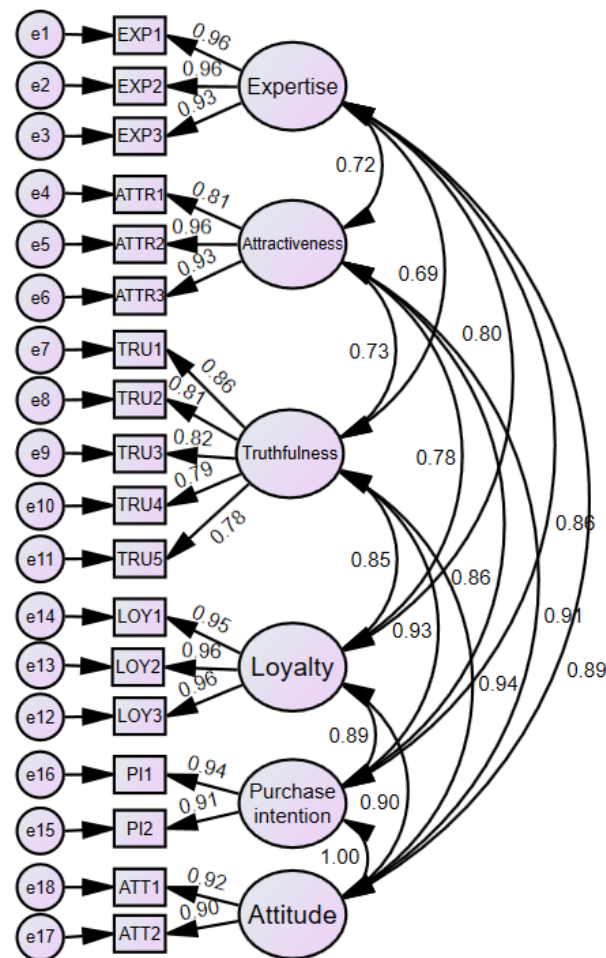 e1 EXP1 0.96
e2 EXP2 0.96 Expertise
e3 EXP3 0.93
0.72
e4 ATTR1 0.81
e5 ATTR2 0.96 Attractiveness
e6 ATTR3 0.93
0.69
0.80
e7 TRU1 0.86
0.73
e8 TRU2 0.81
e9 TRU3 0.82 Truthfulness
0.78
e10 TRU4 0.79
e11 TRU5 0.78
0.86
0.85
0.86
e14 LOY1 0.95
0.93
0.91
e13 LOY2 0.96 Loyalty
0.94
0.89
e12 LOY3 0.96
0.89
e16 PI1 0.94
Purchase
intention
e15 PI2 0.91
0.90
1.00
e18 ATT1 0.92
Attitude
e17 ATT2 0.90